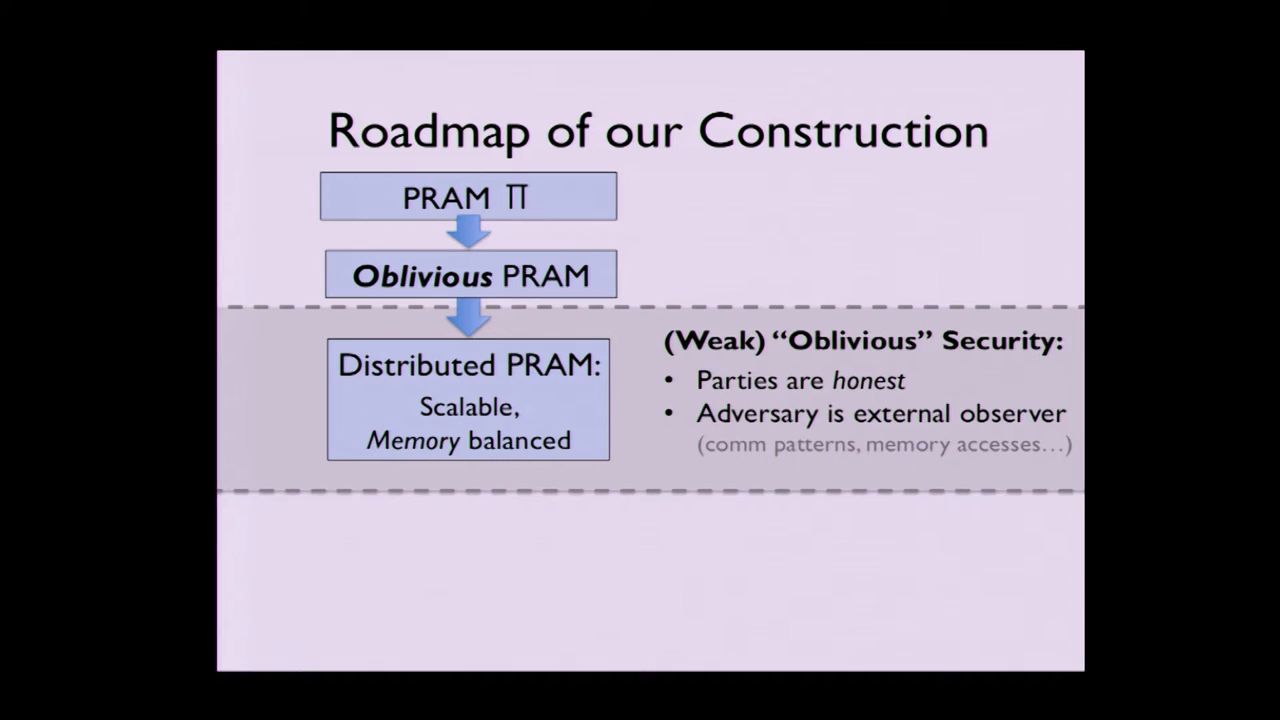 Roadmap of our Construction
PRAM Π
Oblivious PRAM
Distributed PRAM:
Scalable,
Memory balanced
(Weak) “Oblivious” Security:
• Parties are honest
• Adversary is external observer
(comm patterns, memory accesses…)